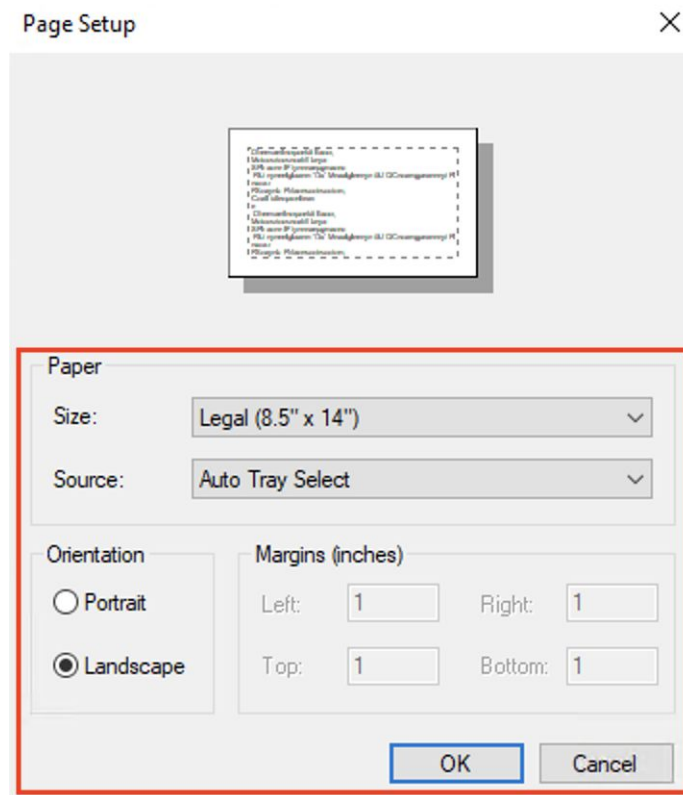 Page Setup
Paper
Size: Legal (8.5" x 14")
Source: Auto Tray Select
Orientation
Portrait
Landscape
Margins (inches)
Left: 1 Right: 1
Top: 1 Bottom: 1
OK Cancel